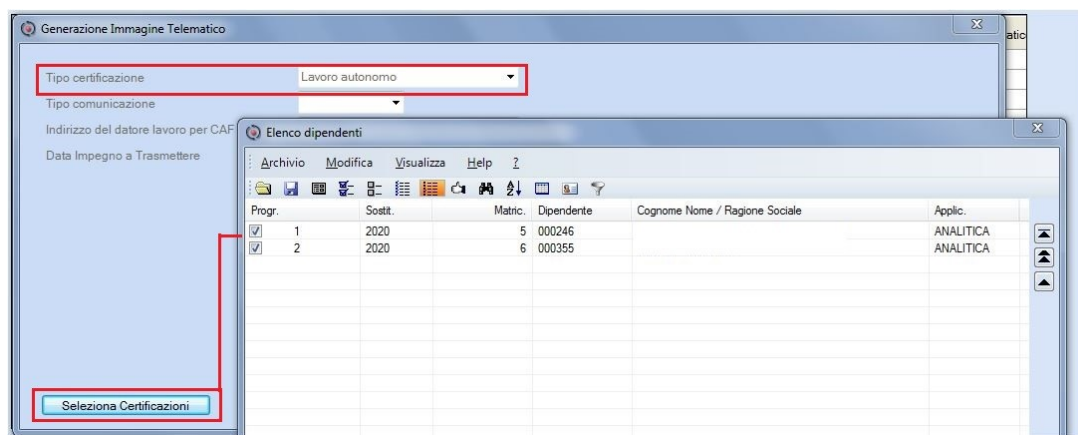 Generazione Immagine Telematico
atic
Tipo certificazione Lavoro autonomo
Tipo comunicazione
Indirizzo del datore lavoro per CAF
Data Impegno a Trasmettere
Elenco dipendenti
Archivio Modifica Visualizza Help ?
Progr. Sostit. Matric. Dipendente Cognome Nome / Ragione Sociale Applic.
1 2020 5 000246 ANALITICA
2 2020 6 000355 ANALITICA
Seleziona Certificazioni